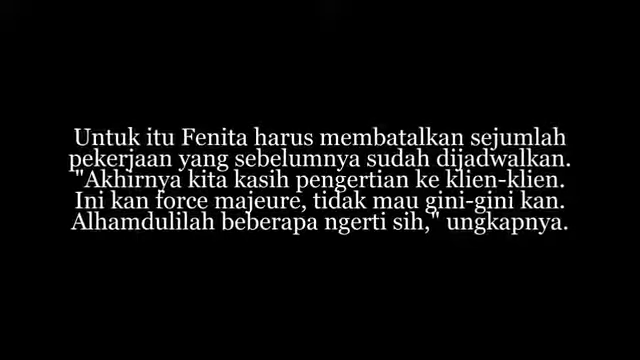 Untuk itu Fenita harus membatalkan sejumlah
pekerjaan yang sebelumnya sudah dijadwalkan.
"Akhirnya kita kasih pengertian ke klien-klien.
Ini kan force majeure, tidak mau gini-gini kan.
Alhamdulilah beberapa ngerti sih," ungkapnya.